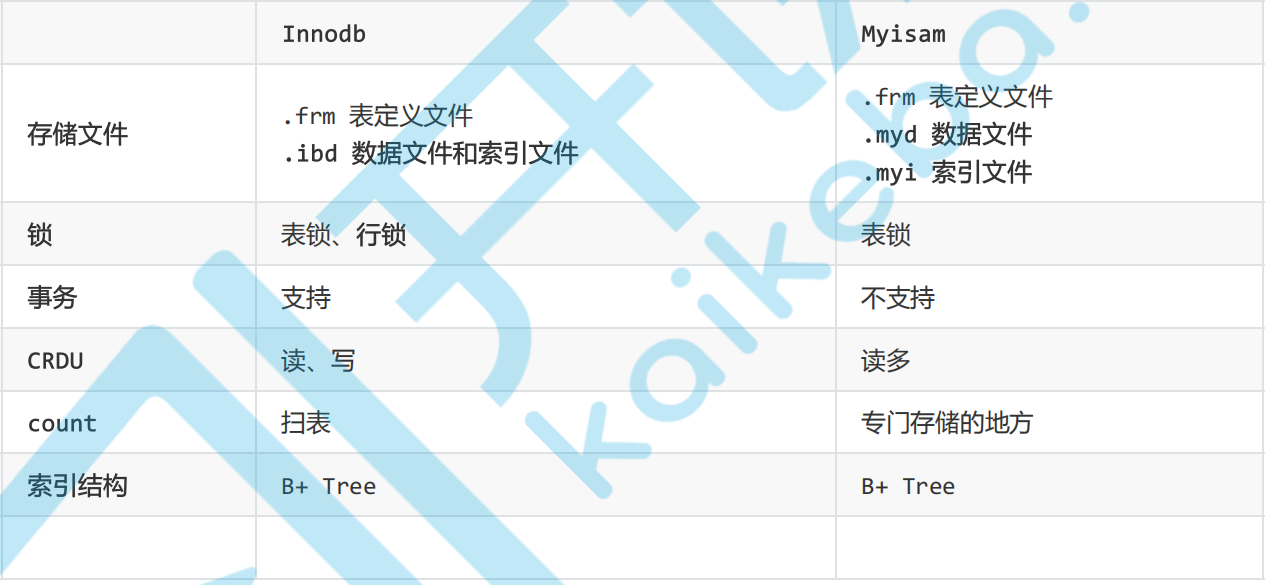 Innodb Myisam
存储文件
.frm 表定义文件
.ibd 数据文件和索引文件
.frm 表定义文件
.myd 数据文件
.myi 索引文件
锁 表锁、行锁 表锁
事务 支持 不支持
CRDU 读、写 读多
count 扫表 专门存储的地方
索引结构 B+ Tree B+ Tree
kaikeba.